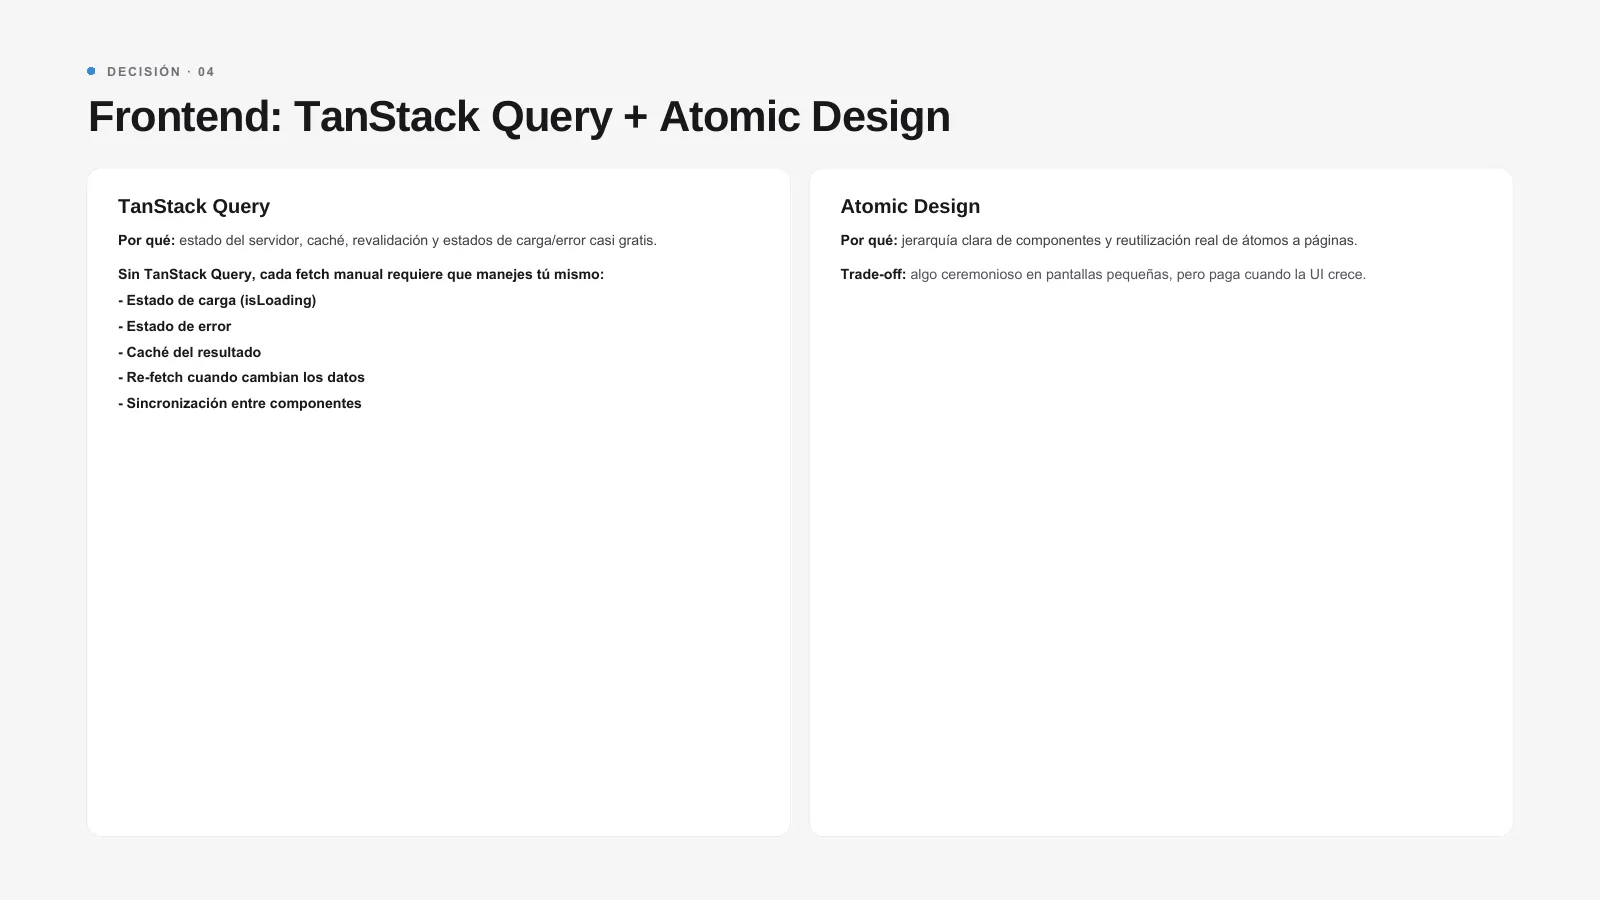 DECISIÓN · 04
Frontend: TanStack Query + Atomic Design
TanStack Query
Por qué: estado del servidor, caché, revalidación y estados de carga/error casi gratis.
Sin TanStack Query, cada fetch manual requiere que manejes tú mismo:
- Estado de carga (isLoading)
- Estado de error
- Caché del resultado
- Re-fetch cuando cambian los datos
- Sincronización entre componentes
Atomic Design
Por qué: jerarquía clara de componentes y reutilización real de átomos a páginas.
Trade-off: algo ceremonioso en pantallas pequeñas, pero paga cuando la UI crece.